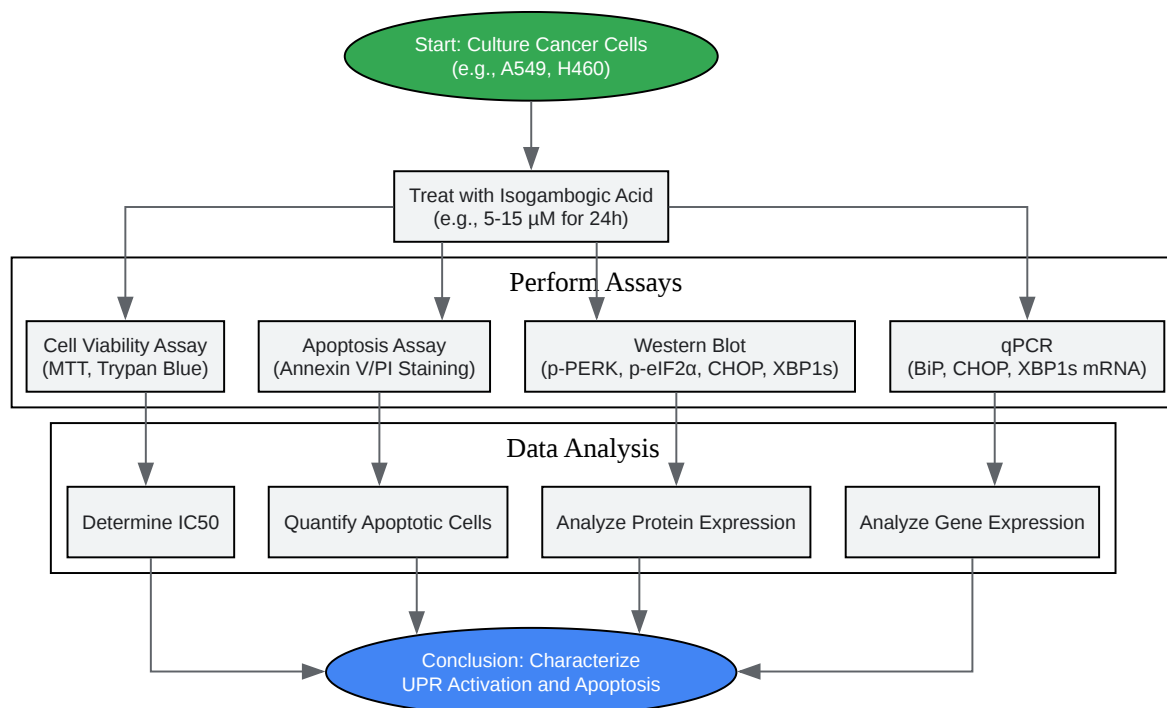 Start: Culture Cancer Cells
(e.g., A549, H460)
Treat with Isogambogic Acid
(e.g., 5-15 µM for 24h)
Perform Assays
Cell Viability Assay
(MTT, Trypan Blue)
Apoptosis Assay
(Annexin V/PI Staining)
Western Blot
(p-PERK, p-eIF2α, CHOP, XBP1s)
qPCR
(BiP, CHOP, XBP1s mRNA)
Data Analysis
Determine IC50
Quantify Apoptotic Cells
Analyze Protein Expression
Analyze Gene Expression
Conclusion: Characterize
UPR Activation and Apoptosis